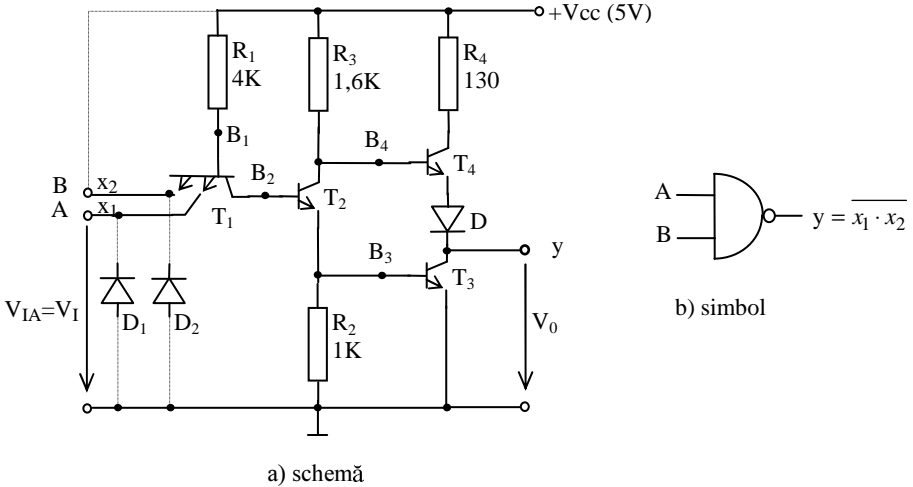 +Vcc (5V)
R1
4K
R3
1,6K
R4
130
B1
B2
B4
T4
B
x2
A
x1
T1
T2
D
y
B3
T3
VIA=VI
D1
D2
R2
1K
V0
a) schemă
A
B
y = \overline{x1 · x2}
b) simbol